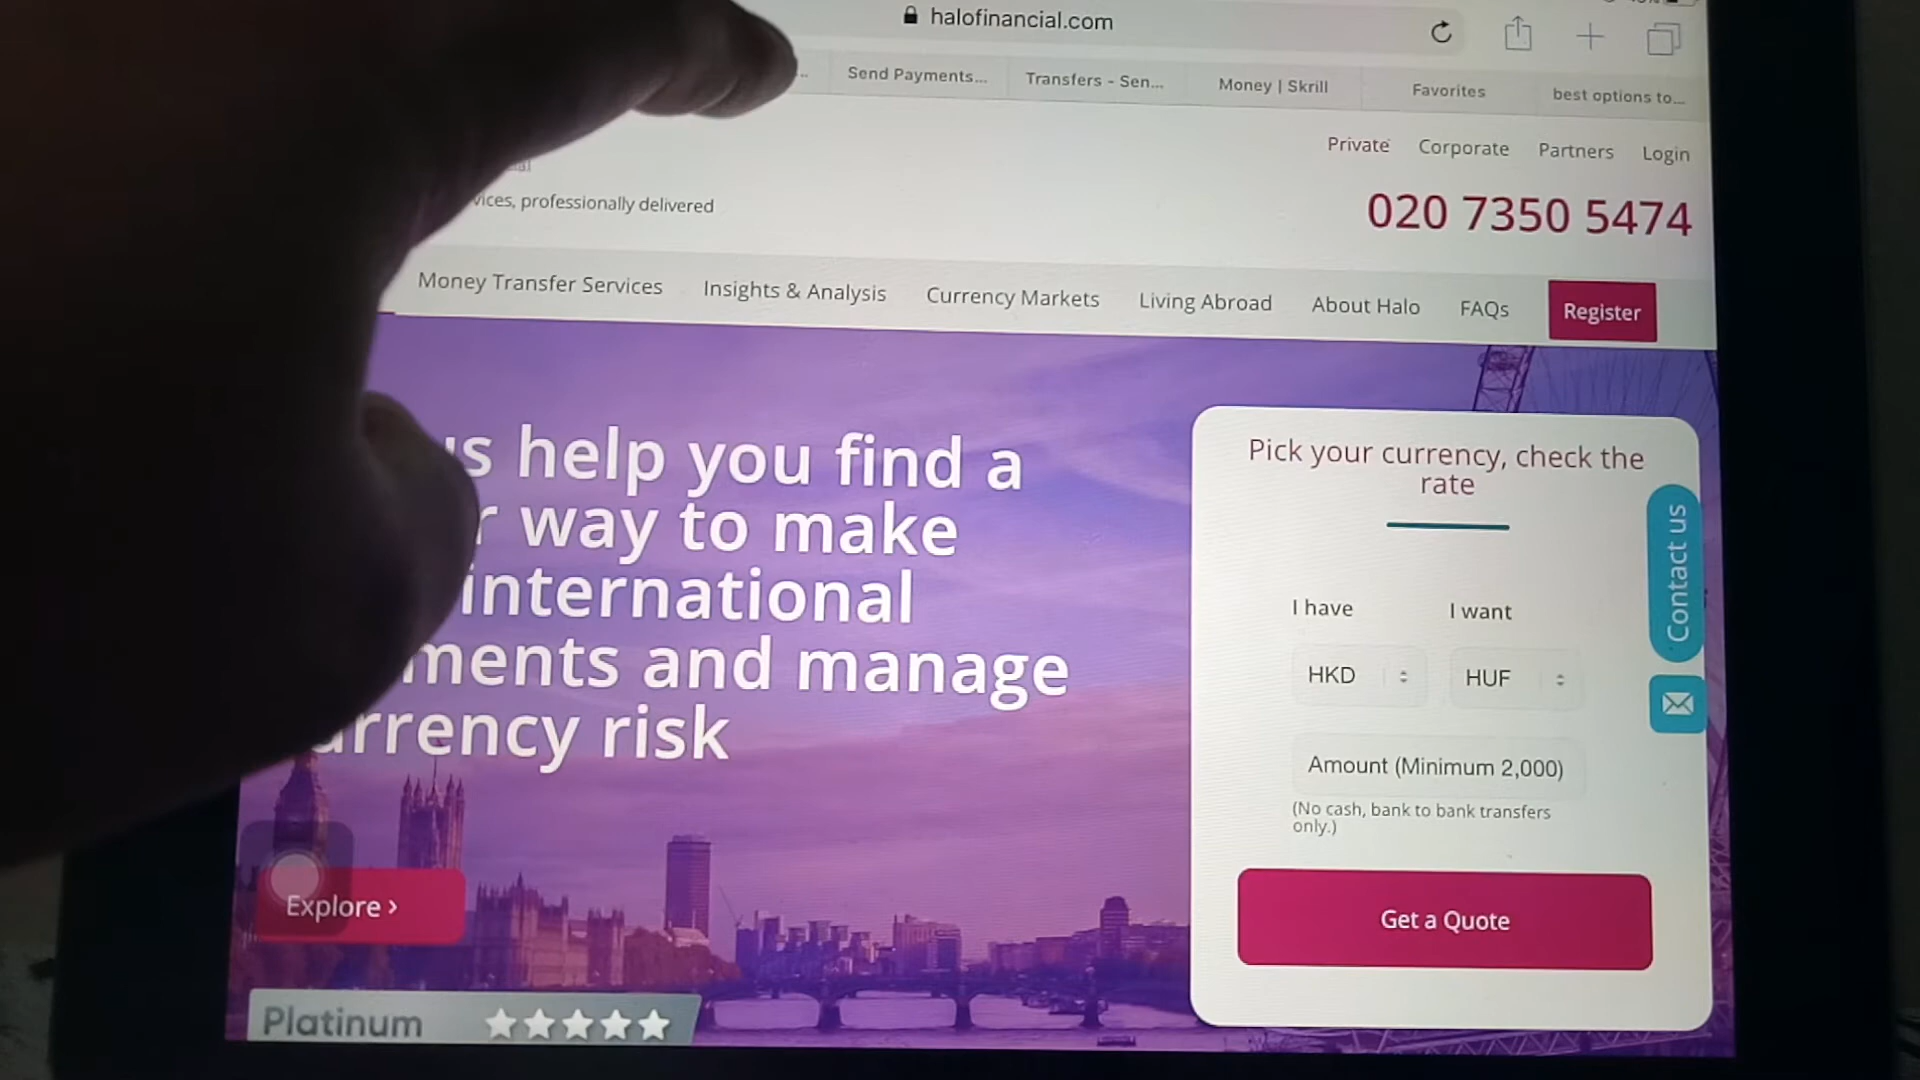 halofinancial.com
Send Payments...
Transfers - Sen...
Money | Skrill
Favorites
best options to...
Private
Corporate
Partners
Login
professionally delivered
020 7350 5474
Money Transfer Services
Insights & Analysis
Currency Markets
Living Abroad
About Halo
FAQs
Register
help you find a
way to make
international
and manage
risk
Explore ›
Platinum
Pick your currency, check the
rate
I have
I want
HKD
HUF
Amount (Minimum 2,000)
(No cash, bank to bank transfers
only.)
Get a Quote
Contact us